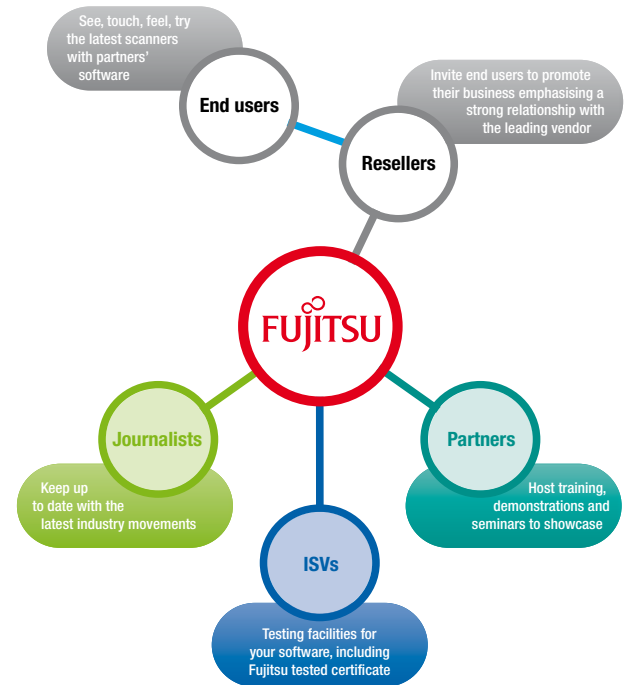 See, touch, feel, try
the latest scanners
with partners’
software
End users
Invite end users to promote
their business emphasising a
strong relationship with
the leading vendor
Resellers
FUJITSU
Journalists
Keep up
to date with the
latest industry movements
Partners
Host training,
demonstrations and
seminars to showcase
ISVs
Testing facilities for
your software, including
Fujitsu tested certificate